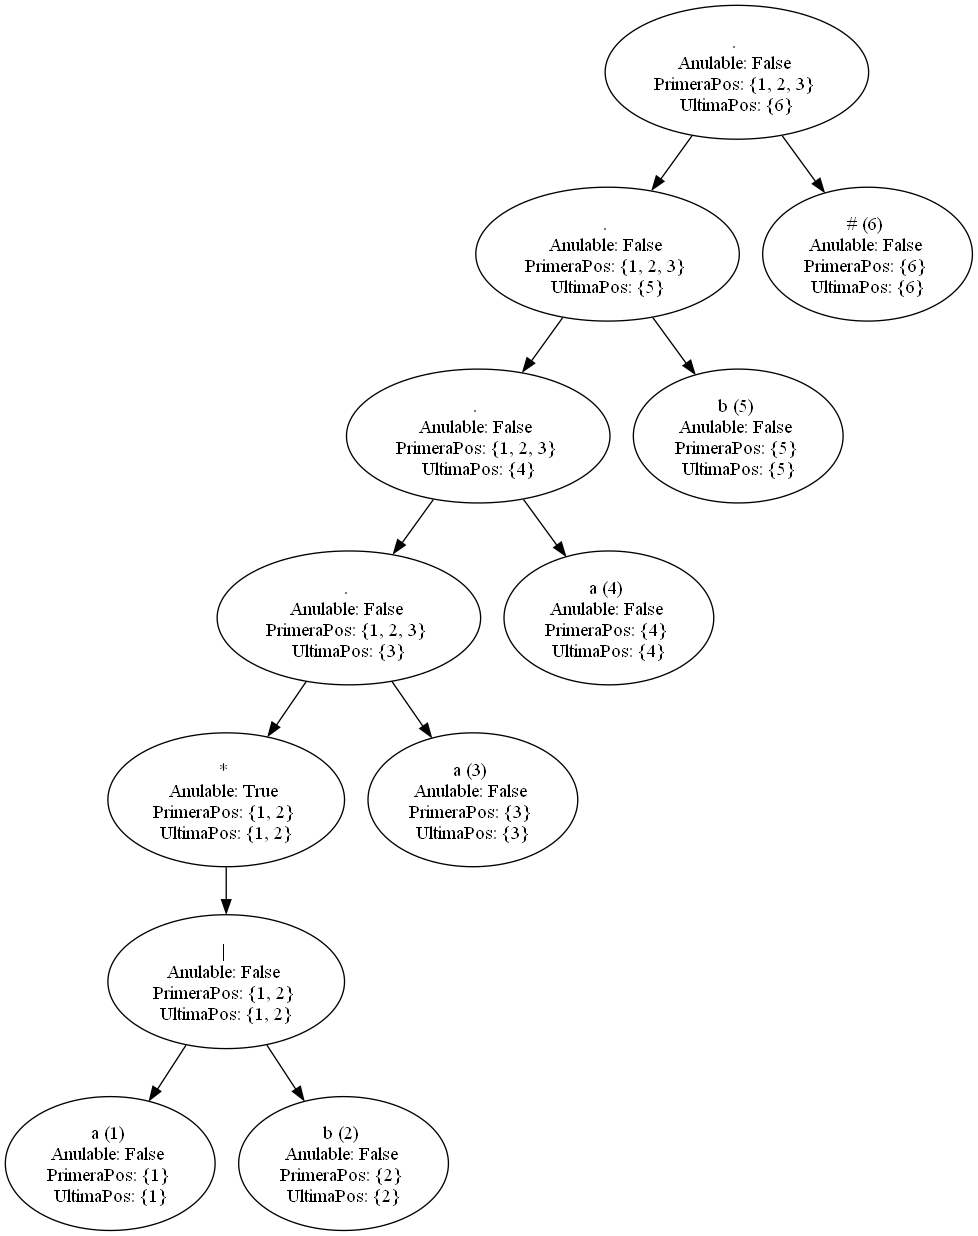 .
Anulable: False
PrimeraPos: {1, 2, 3}
UltimaPos: {6}
.
Anulable: False
PrimeraPos: {1, 2, 3}
UltimaPos: {5}
# (6)
Anulable: False
PrimeraPos: {6}
UltimaPos: {6}
.
Anulable: False
PrimeraPos: {1, 2, 3}
UltimaPos: {4}
b (5)
Anulable: False
PrimeraPos: {5}
UltimaPos: {5}
.
Anulable: False
PrimeraPos: {1, 2, 3}
UltimaPos: {3}
a (4)
Anulable: False
PrimeraPos: {4}
UltimaPos: {4}
*
Anulable: True
PrimeraPos: {1, 2}
UltimaPos: {1, 2}
a (3)
Anulable: False
PrimeraPos: {3}
UltimaPos: {3}
|
Anulable: False
PrimeraPos: {1, 2}
UltimaPos: {1, 2}
a (1)
Anulable: False
PrimeraPos: {1}
UltimaPos: {1}
b (2)
Anulable: False
PrimeraPos: {2}
UltimaPos: {2}